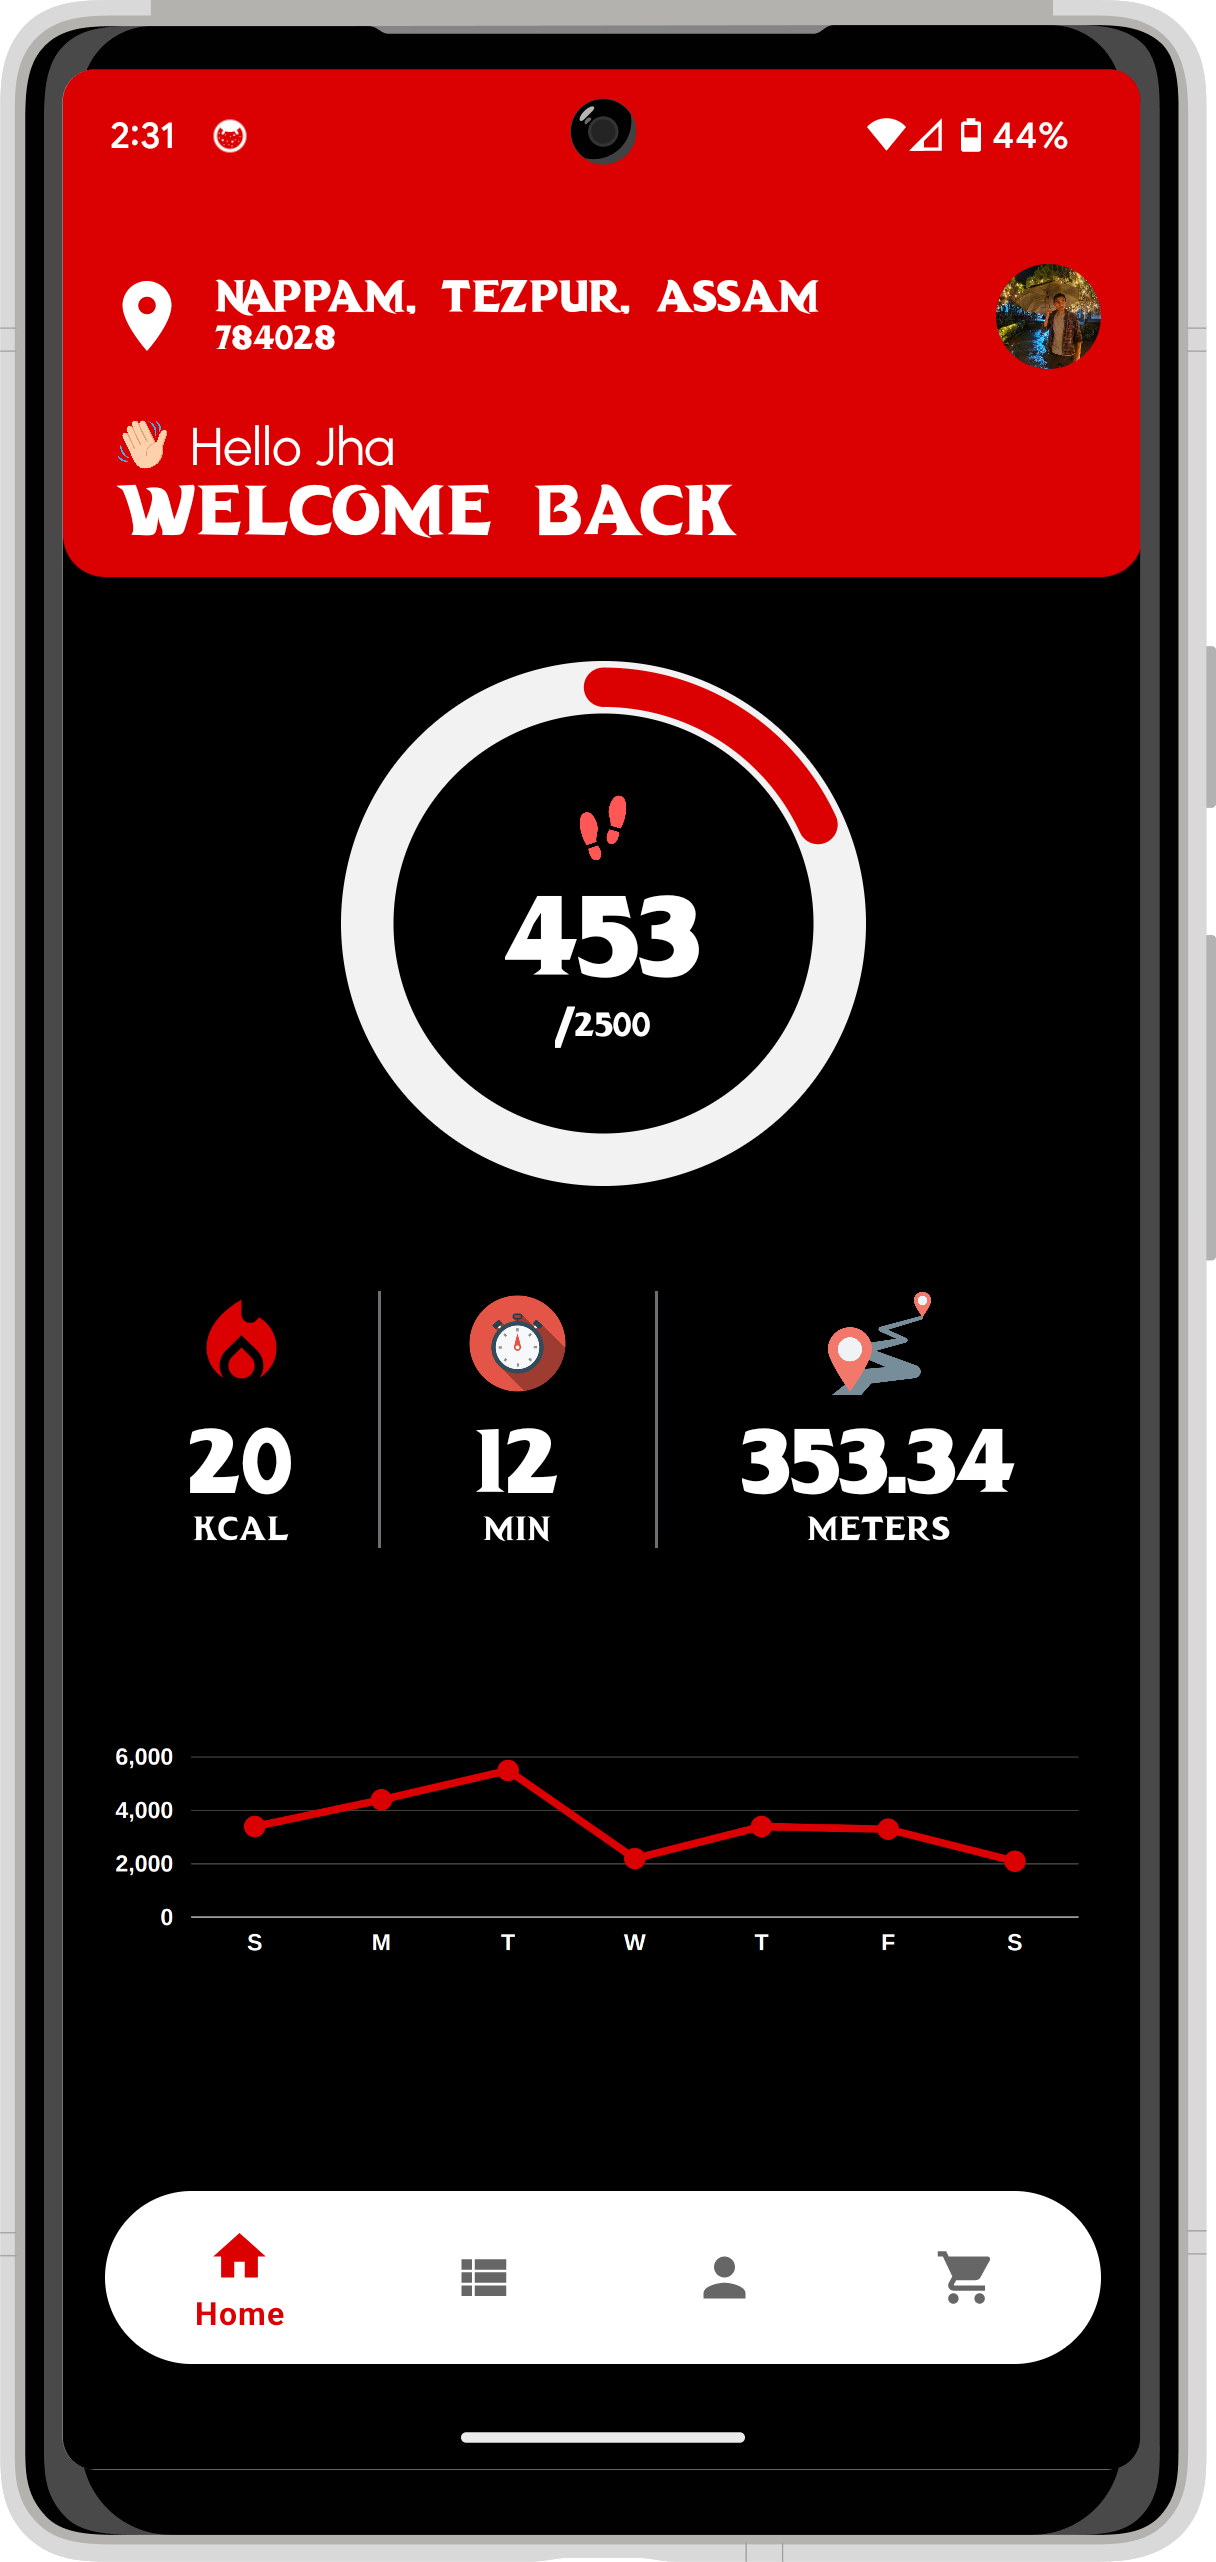 2:31 44%
NAPPAM, TEZPUR, ASSAM
784028
Hello Jha
WELCOME BACK
453
/2500
20 12 353.34
KCAL MIN METERS
6,000
4,000
2,000
0
S M T W T F S
Home